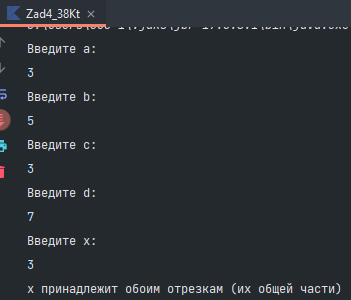 Zad4_38Kt
Введите a:
3
Введите b:
5
Введите c:
3
Введите d:
7
Введите x:
3
x принадлежит обоим отрезкам (их общей части)